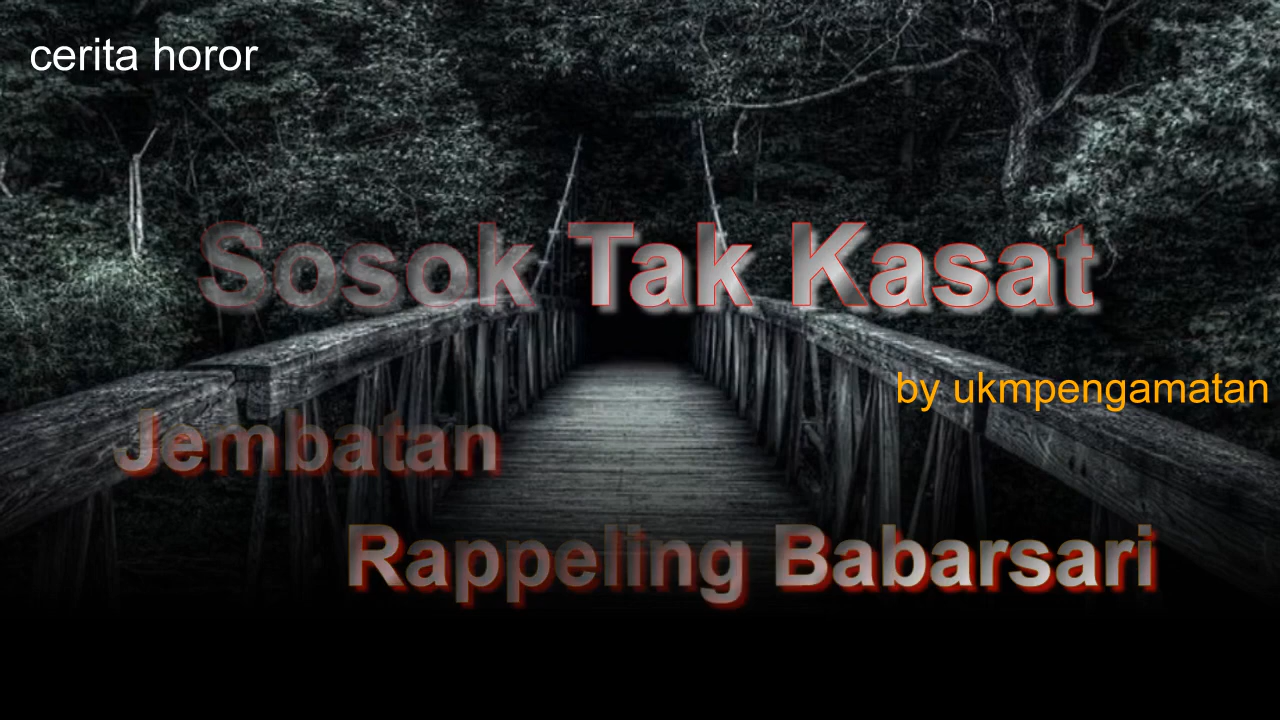 cerita horor
Sosok Tak Kasat
by ukmpengamatan
Jembatan
Rappeling Babarsari